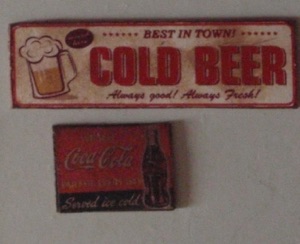 BEST IN TOWN!
COLD BEER
Always good! Always Fresh!
Coca-Cola
Served ice cold